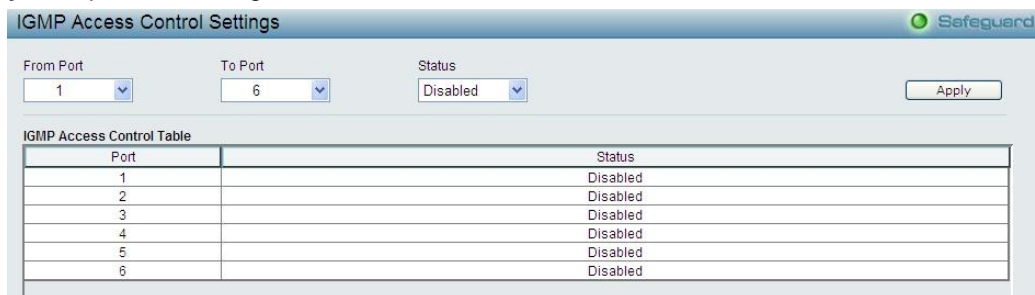 IGMP Access Control Settings
Safeguard
From Port To Port Status
1 6 Disabled Apply
IGMP Access Control Table
Port Status
1 Disabled
2 Disabled
3 Disabled
4 Disabled
5 Disabled
6 Disabled